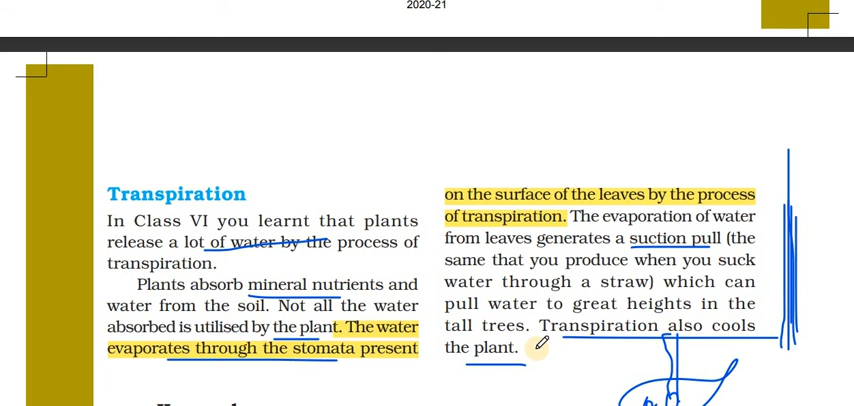 2020-21
Transpiration
In Class VI you learnt that plants
release a lot of water by the process of
transpiration.
Plants absorb mineral nutrients and
water from the soil. Not all the water
absorbed is utilised by the plant. The water
evaporates through the stomata present
on the surface of the leaves by the process
of transpiration. The evaporation of water
from leaves generates a suction pull (the
same that you produce when you suck
water through a straw) which can
pull water to great heights in the
tall trees. Transpiration also cools
the plant.